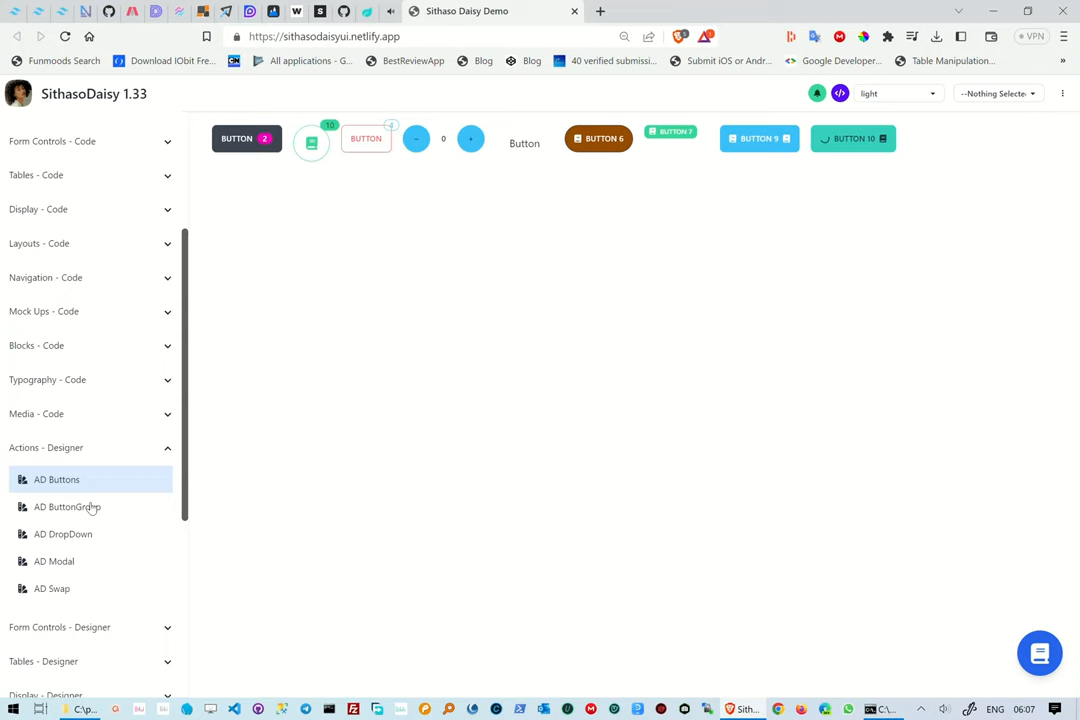 Sithaso Daisy Demo
https://sithasodaisyui.netlify.app
VPN
Funmoods Search
Download IObit Fre...
All applications - G...
BestReviewApp
Blog
Blog
40 verified submissi...
Submit iOS or Andr...
Google Developer...
Table Manipulation...
SithasoDaisy 1.33
light
--Nothing Selecte
Form Controls - Code
Tables - Code
Display - Code
Layouts - Code
Navigation - Code
Mock Ups - Code
Blocks - Code
Typography - Code
Media - Code
Actions - Designer
AD Buttons
AD ButtonGroup
AD DropDown
AD Modal
AD Swap
Form Controls - Designer
Tables - Designer
Display - Designer
BUTTON 2
10
BUTTON
4
-
0
+
Button
BUTTON 6
BUTTON 7
BUTTON 9
BUTTON 10
C:\p...
Sith...
C:\...
ENG
06:07